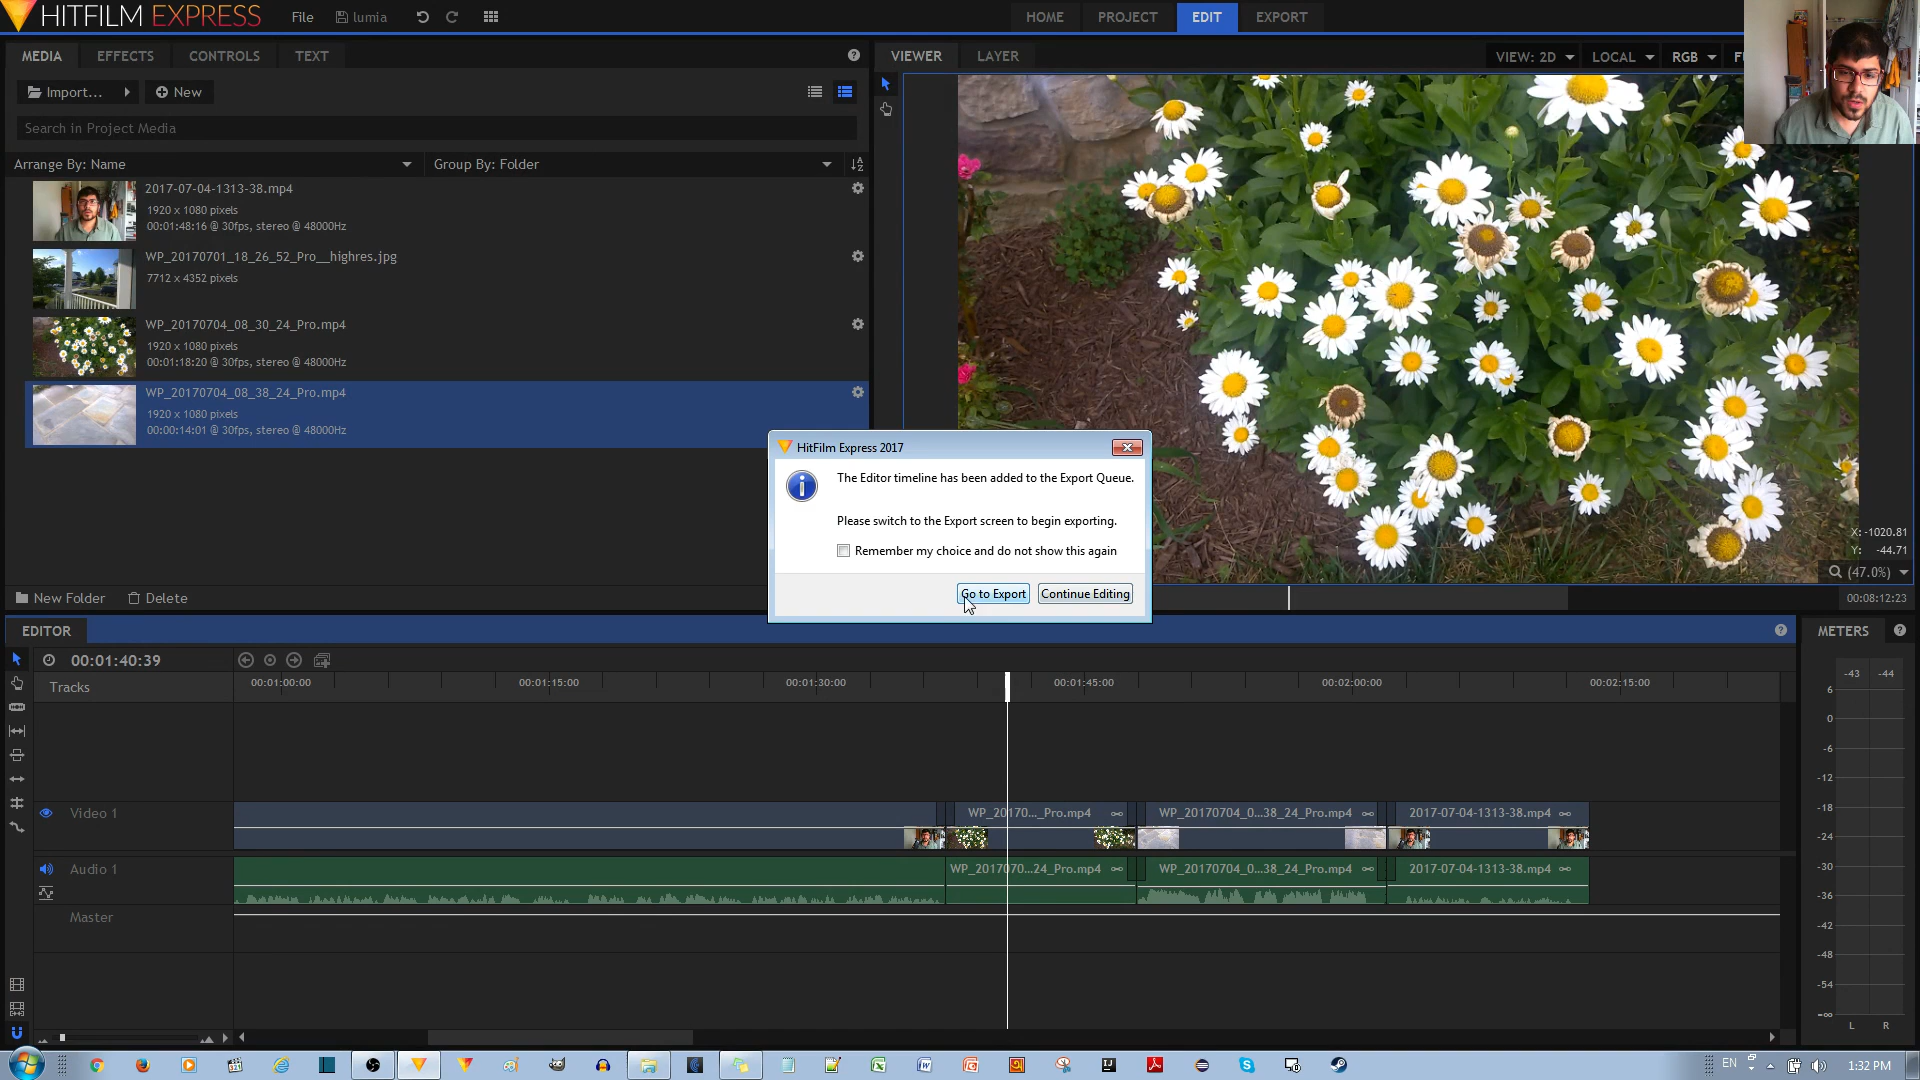 HITFILM EXPRESS
File
lumia
HOME
PROJECT
EDIT
EXPORT
MEDIA
EFFECTS
CONTROLS
TEXT
VIEWER
LAYER
VIEW: 2D
LOCAL
RGB
Import...
New
Search in Project Media
Arrange By: Name
Group By: Folder
2017-07-04-1313-38.mp4
1920 x 1080 pixels
00:01:48:16 @ 30fps, stereo @ 48000Hz
WP_20170701_18_26_52_Pro__highres.jpg
7712 x 4352 pixels
WP_20170704_08_30_24_Pro.mp4
1920 x 1080 pixels
00:01:18:20 @ 30fps, stereo @ 48000Hz
WP_20170704_08_38_24_Pro.mp4
1920 x 1080 pixels
00:00:14:01 @ 30fps, stereo @ 48000Hz
New Folder
Delete
X: -1020.81
Y: -44.71
(47.0%)
00:08:12:23
HitFilm Express 2017
The Editor timeline has been added to the Export Queue.
Please switch to the Export screen to begin exporting.
Remember my choice and do not show this again
Go to Export
Continue Editing
EDITOR
METERS
00:01:40:39
Tracks
00:01:00:00
00:01:15:00
00:01:30:00
00:01:45:00
00:02:00:00
00:02:15:00
-43 -44
6
0
-6
-12
-18
-24
-30
-36
-42
-48
-54
-∞
L R
Video 1
WP_20170..._Pro.mp4
WP_20170704_0...38_24_Pro.mp4
2017-07-04-1313-38.mp4
Audio 1
WP_2017070...24_Pro.mp4
WP_20170704_0...38_24_Pro.mp4
2017-07-04-1313-38.mp4
Master
EN
1:32 PM